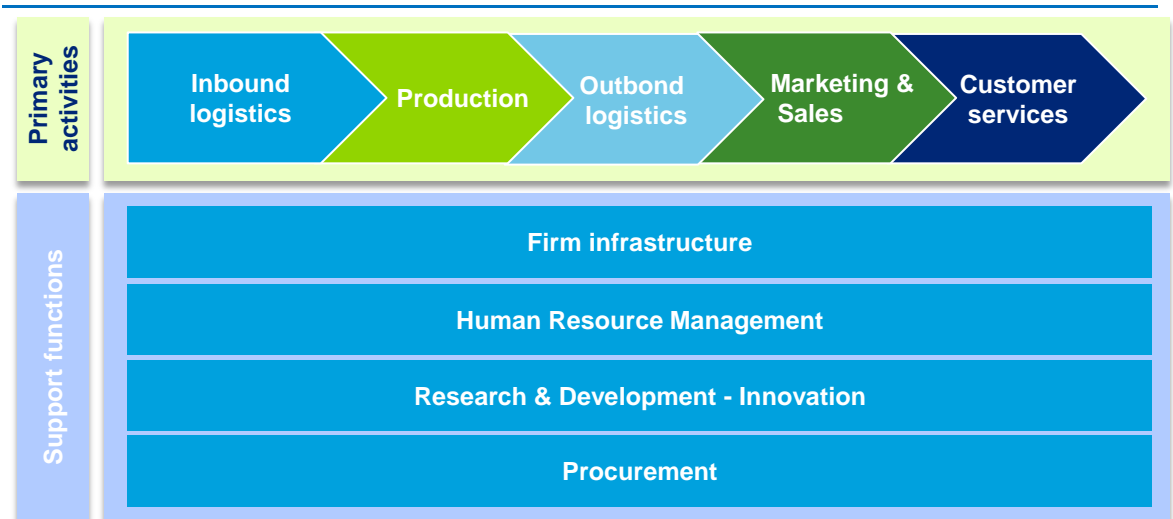 Primary
activities
Inbound
logistics
Production
Outbond
logistics
Marketing &
Sales
Customer
services
Support functions
Firm infrastructure
Human Resource Management
Research & Development - Innovation
Procurement